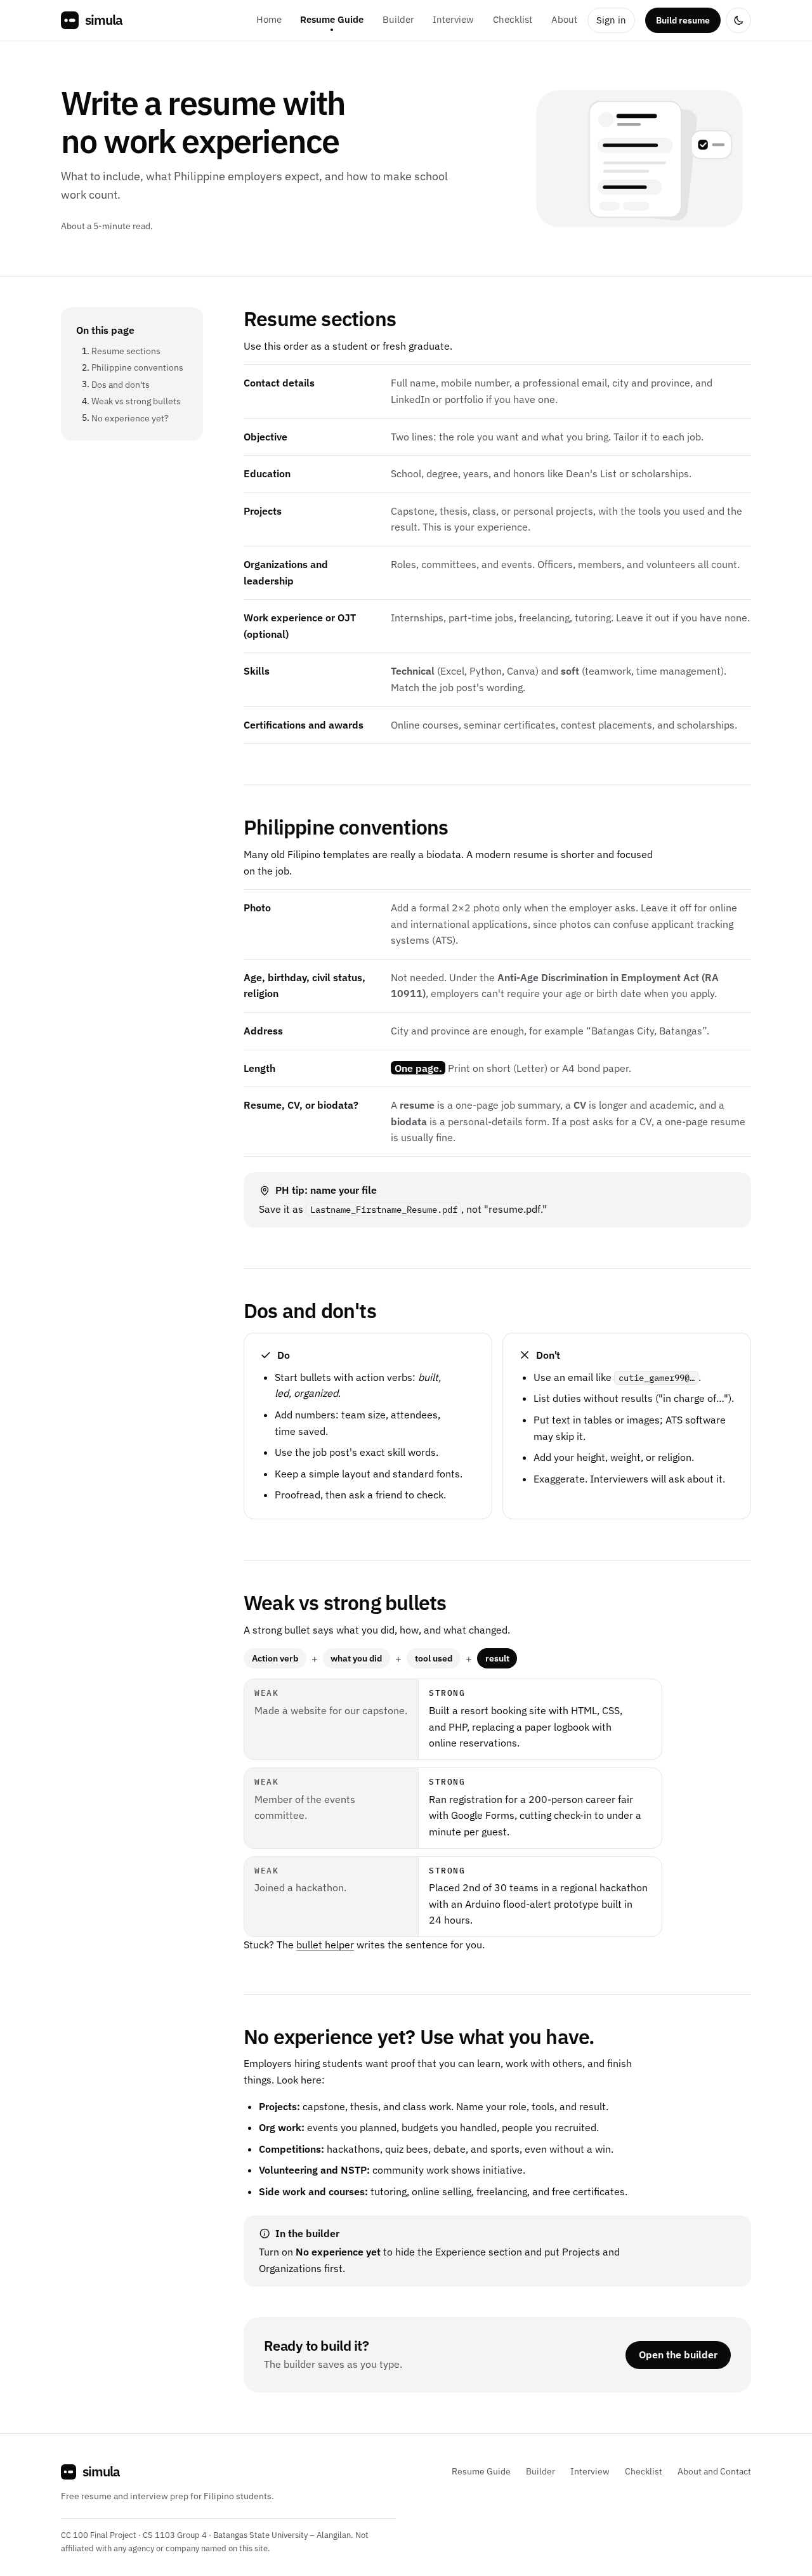 simula
Home
Resume Guide
Builder
Interview
Checklist
About
Sign in
Build resume
Write a resume with
no work experience
What to include, what Philippine employers expect, and how to make school
work count.
About a 5-minute read.
On this page
1. Resume sections
2. Philippine conventions
3. Dos and don'ts
4. Weak vs strong bullets
5. No experience yet?
Resume sections
Use this order as a student or fresh graduate.
Contact details
Full name, mobile number, a professional email, city and province, and
LinkedIn or portfolio if you have one.
Objective
Two lines: the role you want and what you bring. Tailor it to each job.
Education
School, degree, years, and honors like Dean's List or scholarships.
Projects
Capstone, thesis, class, or personal projects, with the tools you used and the
result. This is your experience.
Organizations and
leadership
Roles, committees, and events. Officers, members, and volunteers all count.
Work experience or OJT
(optional)
Internships, part-time jobs, freelancing, tutoring. Leave it out if you have none.
Skills
Technical (Excel, Python, Canva) and soft (teamwork, time management).
Match the job post's wording.
Certifications and awards
Online courses, seminar certificates, contest placements, and scholarships.
Philippine conventions
Many old Filipino templates are really a biodata. A modern resume is shorter and focused
on the job.
Photo
Add a formal 2×2 photo only when the employer asks. Leave it off for online
and international applications, since photos can confuse applicant tracking
systems (ATS).
Age, birthday, civil status,
religion
Not needed. Under the Anti-Age Discrimination in Employment Act (RA
10911), employers can't require your age or birth date when you apply.
Address
City and province are enough, for example “Batangas City, Batangas”.
Length
One page. Print on short (Letter) or A4 bond paper.
Resume, CV, or biodata?
A resume is a one-page job summary, a CV is longer and academic, and a
biodata is a personal-details form. If a post asks for a CV, a one-page resume
is usually fine.
PH tip: name your file
Save it as Lastname_Firstname_Resume.pdf, not "resume.pdf."
Dos and don'ts
Do
• Start bullets with action verbs: built,
led, organized.
• Add numbers: team size, attendees,
time saved.
• Use the job post's exact skill words.
• Keep a simple layout and standard fonts.
• Proofread, then ask a friend to check.
Don't
• Use an email like cutie_gamer99@….
• List duties without results ("in charge of...").
• Put text in tables or images; ATS software
may skip it.
• Add your height, weight, or religion.
• Exaggerate. Interviewers will ask about it.
Weak vs strong bullets
A strong bullet says what you did, how, and what changed.
Action verb + what you did + tool used + result
WEAK
Made a website for our capstone.
STRONG
Built a resort booking site with HTML, CSS,
and PHP, replacing a paper logbook with
online reservations.
WEAK
Member of the events
committee.
STRONG
Ran registration for a 200-person career fair
with Google Forms, cutting check-in to under a
minute per guest.
WEAK
Joined a hackathon.
STRONG
Placed 2nd of 30 teams in a regional hackathon
with an Arduino flood-alert prototype built in
24 hours.
Stuck? The bullet helper writes the sentence for you.
No experience yet? Use what you have.
Employers hiring students want proof that you can learn, work with others, and finish
things. Look here:
• Projects: capstone, thesis, and class work. Name your role, tools, and result.
• Org work: events you planned, budgets you handled, people you recruited.
• Competitions: hackathons, quiz bees, debate, and sports, even without a win.
• Volunteering and NSTP: community work shows initiative.
• Side work and courses: tutoring, online selling, freelancing, and free certificates.
In the builder
Turn on No experience yet to hide the Experience section and put Projects and
Organizations first.
Ready to build it?
The builder saves as you type.
Open the builder
simula
Resume Guide
Builder
Interview
Checklist
About and Contact
Free resume and interview prep for Filipino students.
CC 100 Final Project · CS 1103 Group 4 · Batangas State University – Alangilan. Not
affiliated with any agency or company named on this site.